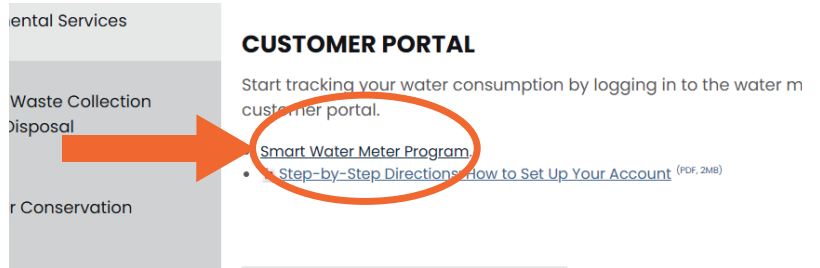 ental Services
Waste Collection
Disposal
r Conservation
CUSTOMER PORTAL
Start tracking your water consumption by logging in to the water m
customer portal.
• Smart Water Meter Program.
• Step-by-Step Directions: How to Set Up Your Account (PDF, 2MB)